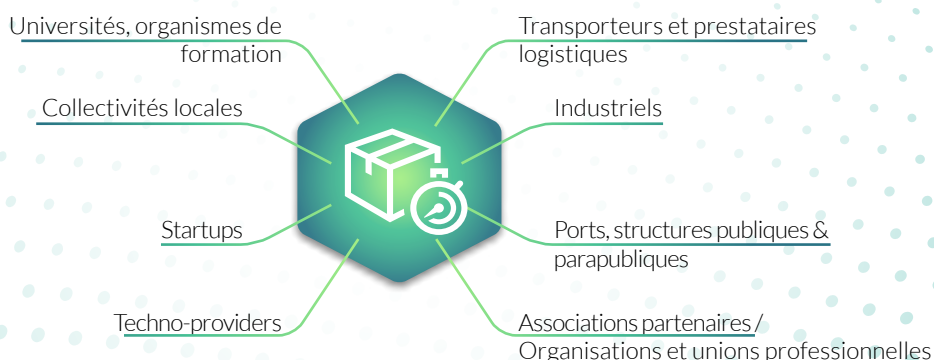 Universités, organismes de
formation
Transporteurs et prestataires
logistiques
Collectivités locales
Industriels
Startups
Ports, structures publiques &
parapubliques
Techno-providers
Associations partenaires /
Organisations et unions professionnelles